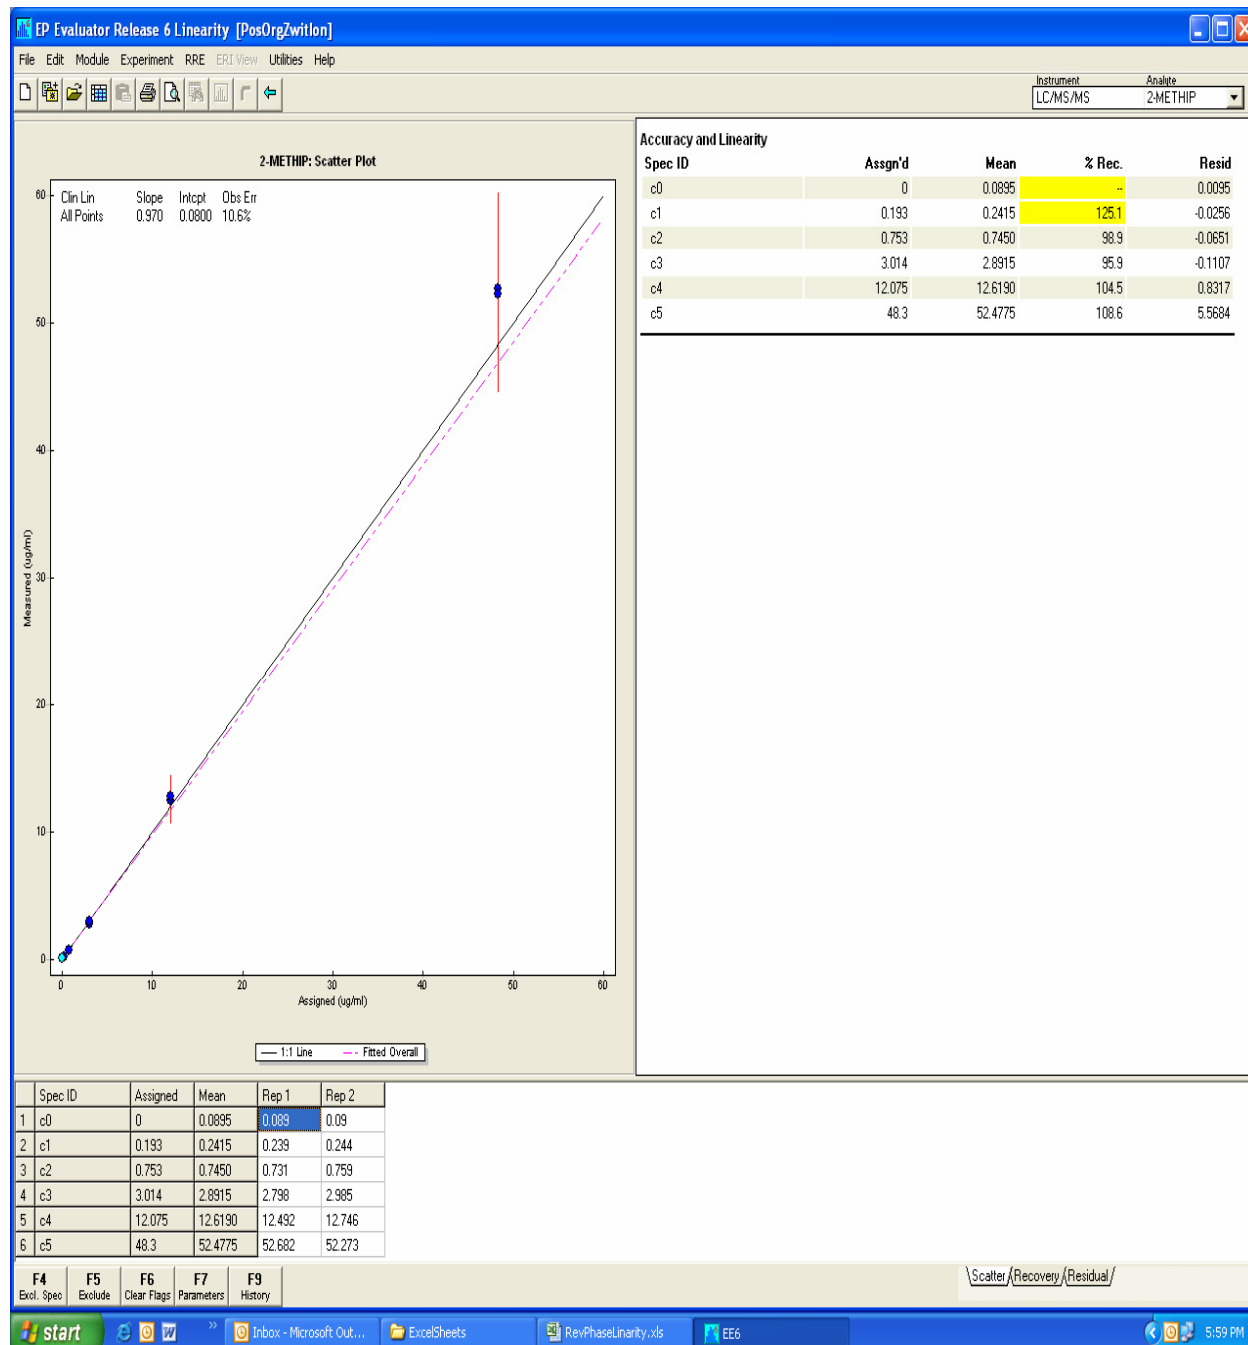 EP Evaluator Release 6 Linearity [PosOrgZwitIon]
File Edit Module Experiment RRE ERI View Utilities Help
Instrument Analyte
LC/MS/MS 2-METHIP
2-METHIP: Scatter Plot
Clin Lin Slope Intcpt Obs Err
All Points 0.970 0.0800 10.6%
60
50
40
30
20
10
0
Measured (ug/ml)
0 10 20 30 40 50 60
Assigned (ug/ml)
1:1 Line Fitted Overall
Accuracy and Linearity
Spec ID Assgn'd Mean % Rec. Resid
c0 0 0.0895 -- 0.0095
c1 0.193 0.2415 125.1 -0.0256
c2 0.753 0.7450 98.9 -0.0651
c3 3.014 2.8915 95.9 -0.1107
c4 12.075 12.6190 104.5 0.8317
c5 48.3 52.4775 108.6 5.5684
Spec ID Assigned Mean Rep 1 Rep 2
1 c0 0 0.0895 0.089 0.09
2 c1 0.193 0.2415 0.239 0.244
3 c2 0.753 0.7450 0.731 0.759
4 c3 3.014 2.8915 2.798 2.985
5 c4 12.075 12.6190 12.492 12.746
6 c5 48.3 52.4775 52.682 52.273
F4 F5 F6 F7 F9
Excl. Spec Exclude Clear Flags Parameters History
Scatter Recovery Residual
start » Inbox - Microsoft Out... ExcelSheets RevPhaseLinarity.xls EE6 5:59 PM